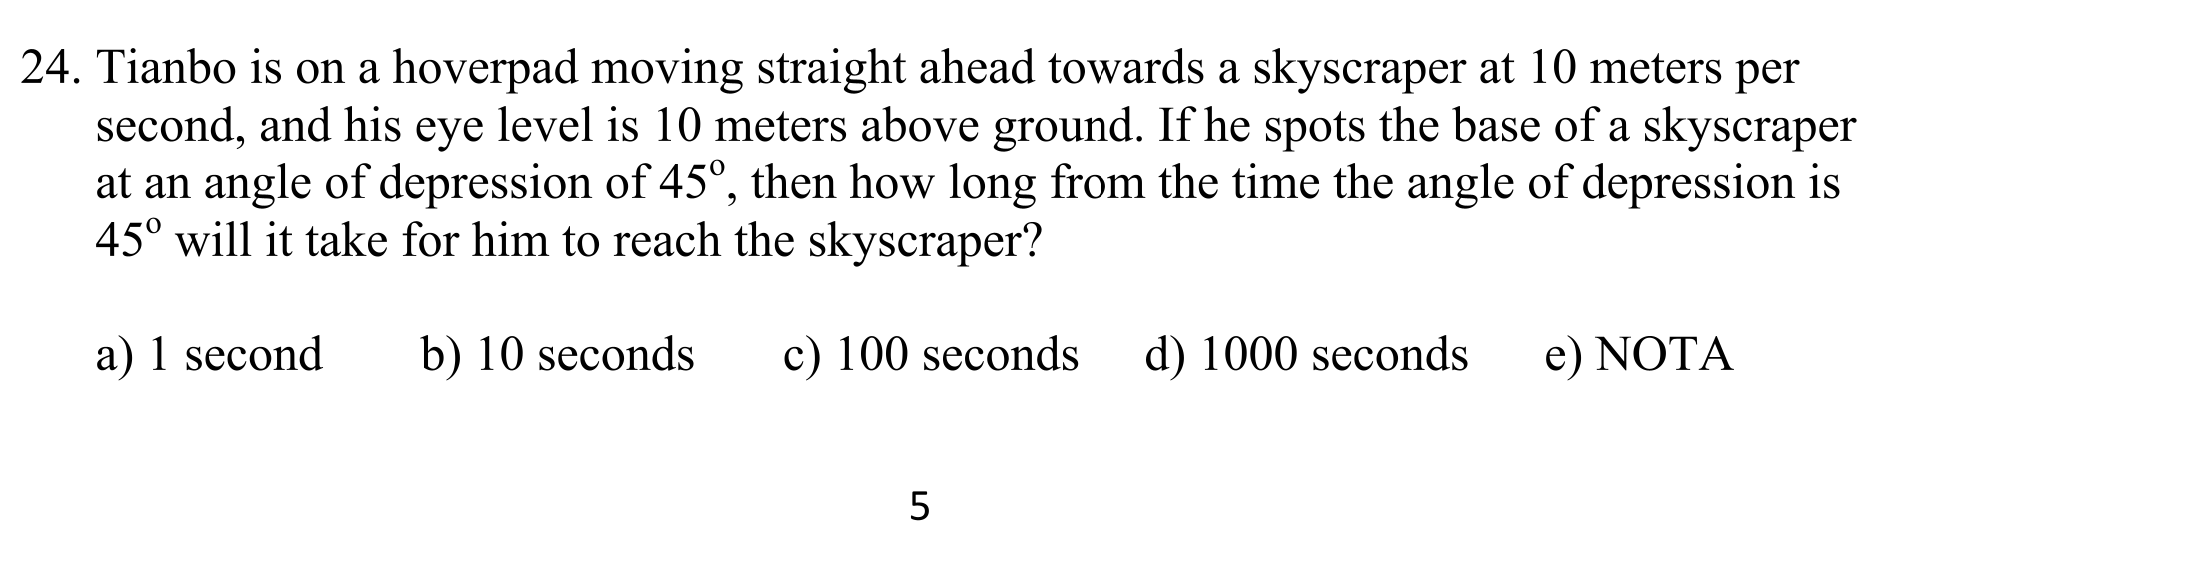 24. Tianbo is on a hoverpad moving straight ahead towards a skyscraper at 10 meters per
second, and his eye level is 10 meters above ground. If he spots the base of a skyscraper
at an angle of depression of 45º, then how long from the time the angle of depression is
45º will it take for him to reach the skyscraper?
a) 1 second b) 10 seconds c) 100 seconds d) 1000 seconds e) NOTA
5